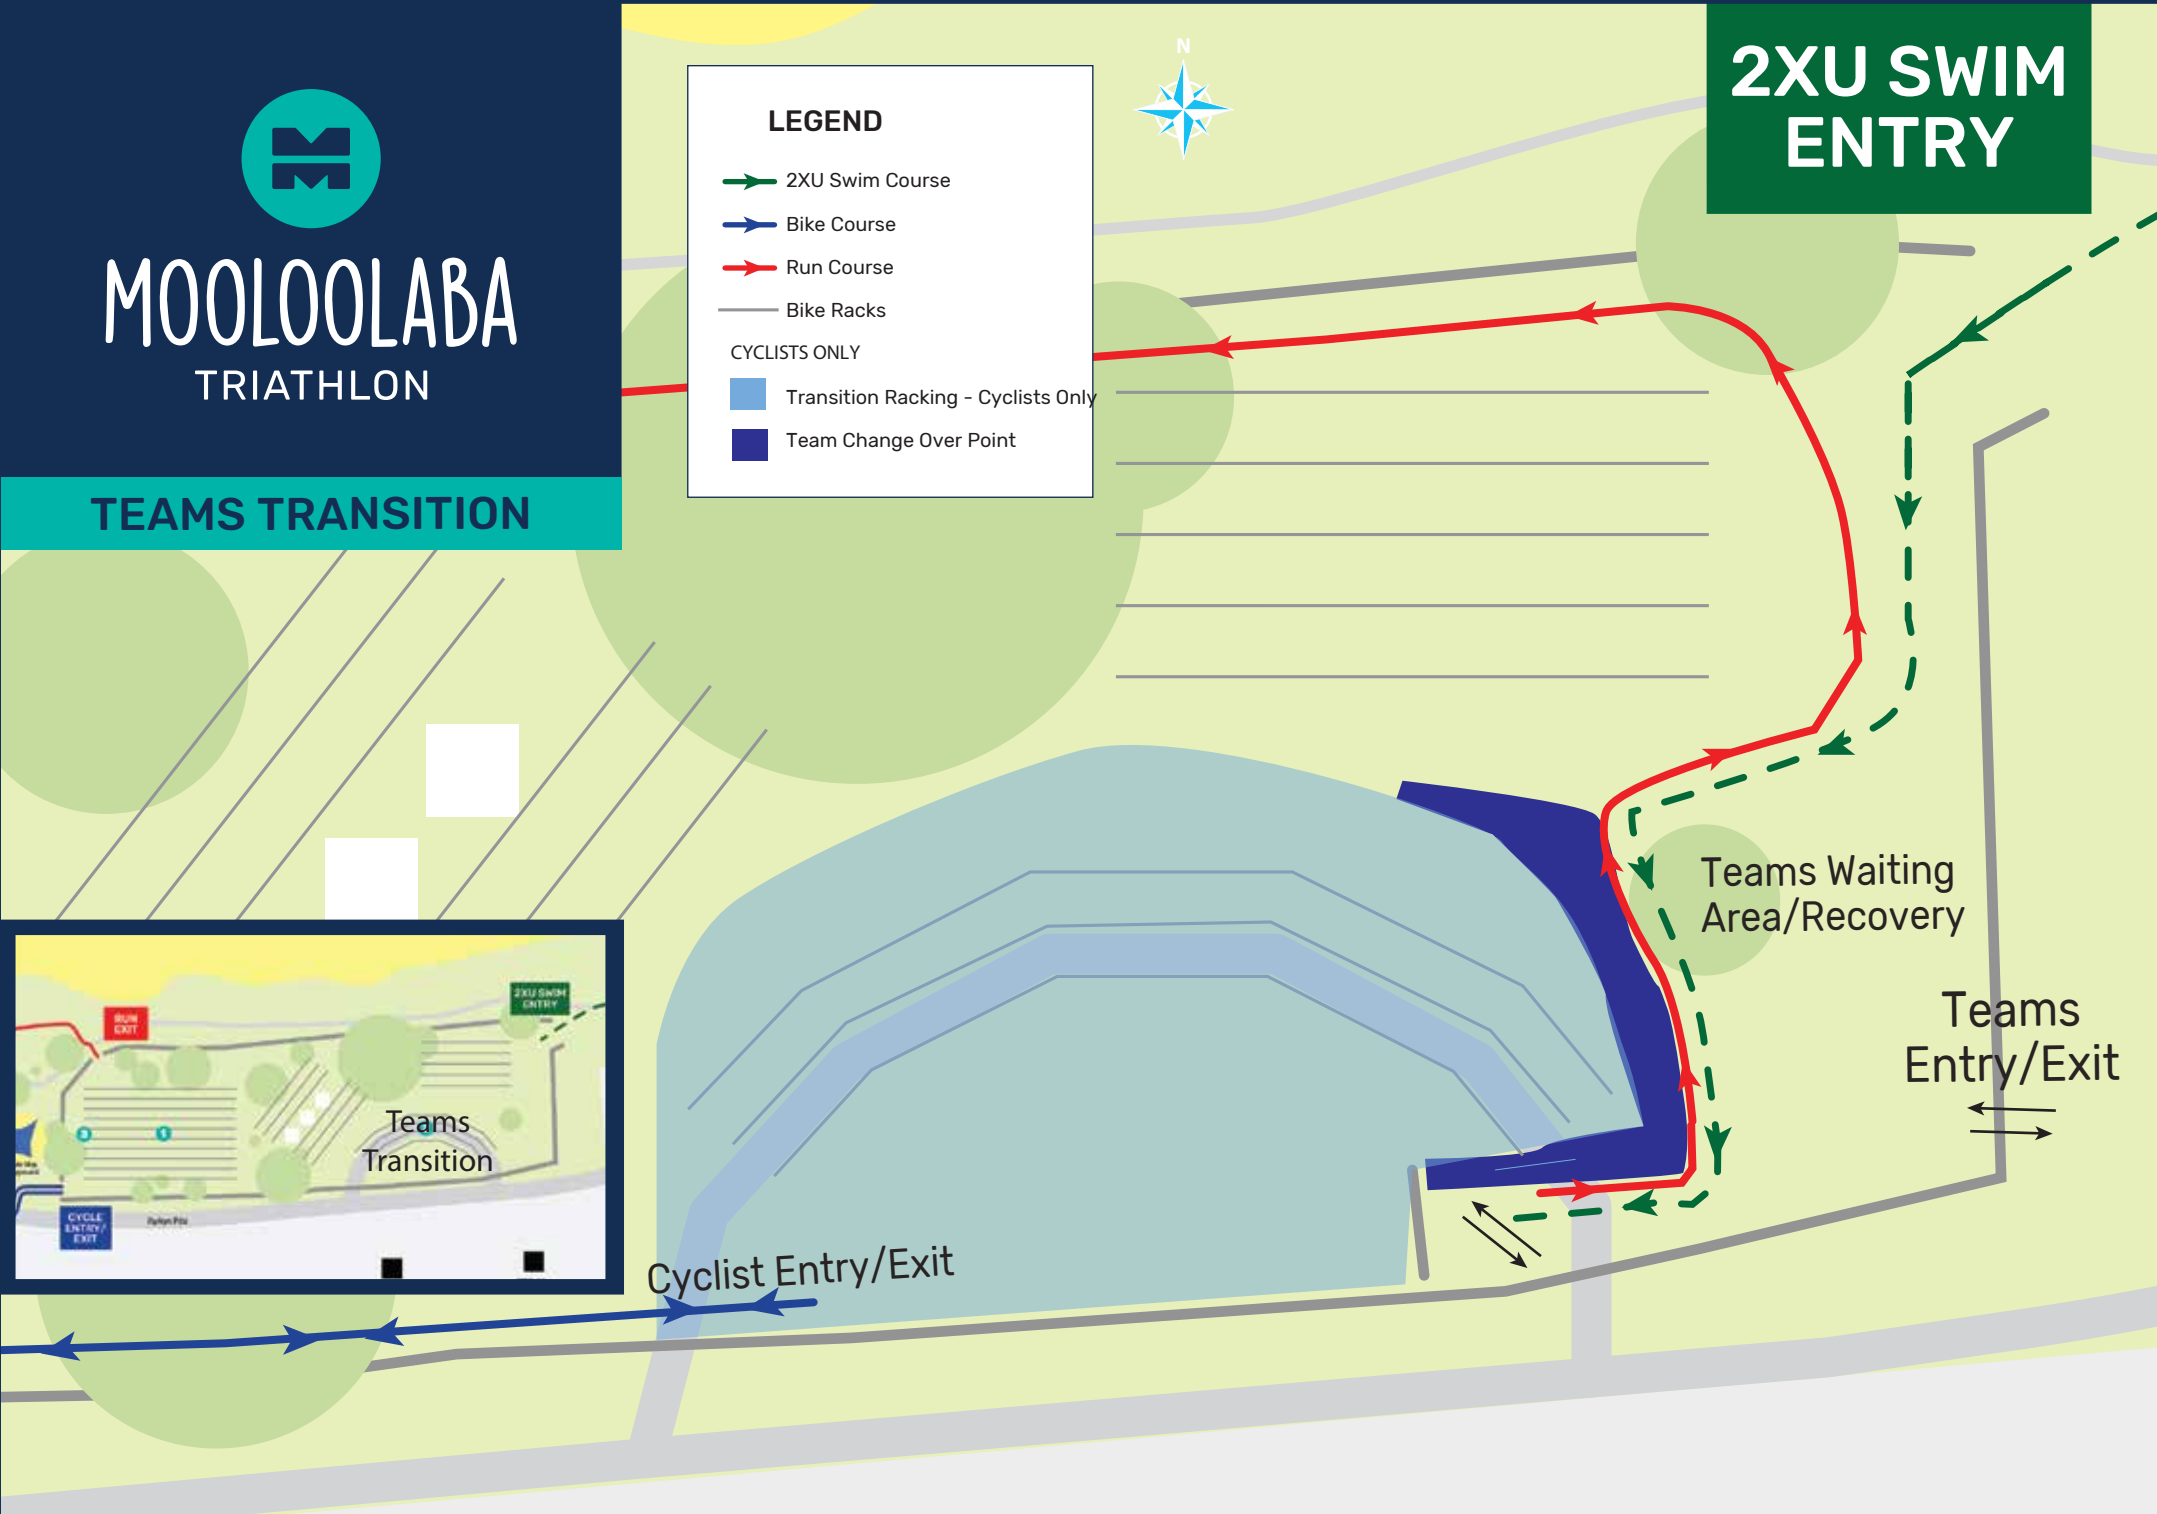 MOOLOOLABA
TRIATHLON
TEAMS TRANSITION
LEGEND
2XU Swim Course
Bike Course
Run Course
Bike Racks
CYCLISTS ONLY
Transition Racking - Cyclists Only
Team Change Over Point
N
2XU SWIM
ENTRY
Teams Waiting
Area/Recovery
Teams
Entry/Exit
Cyclist Entry/Exit
RUN
EXIT
2XU SWIM
ENTRY
Teams
Transition
CYCLE
ENTRY/
EXIT